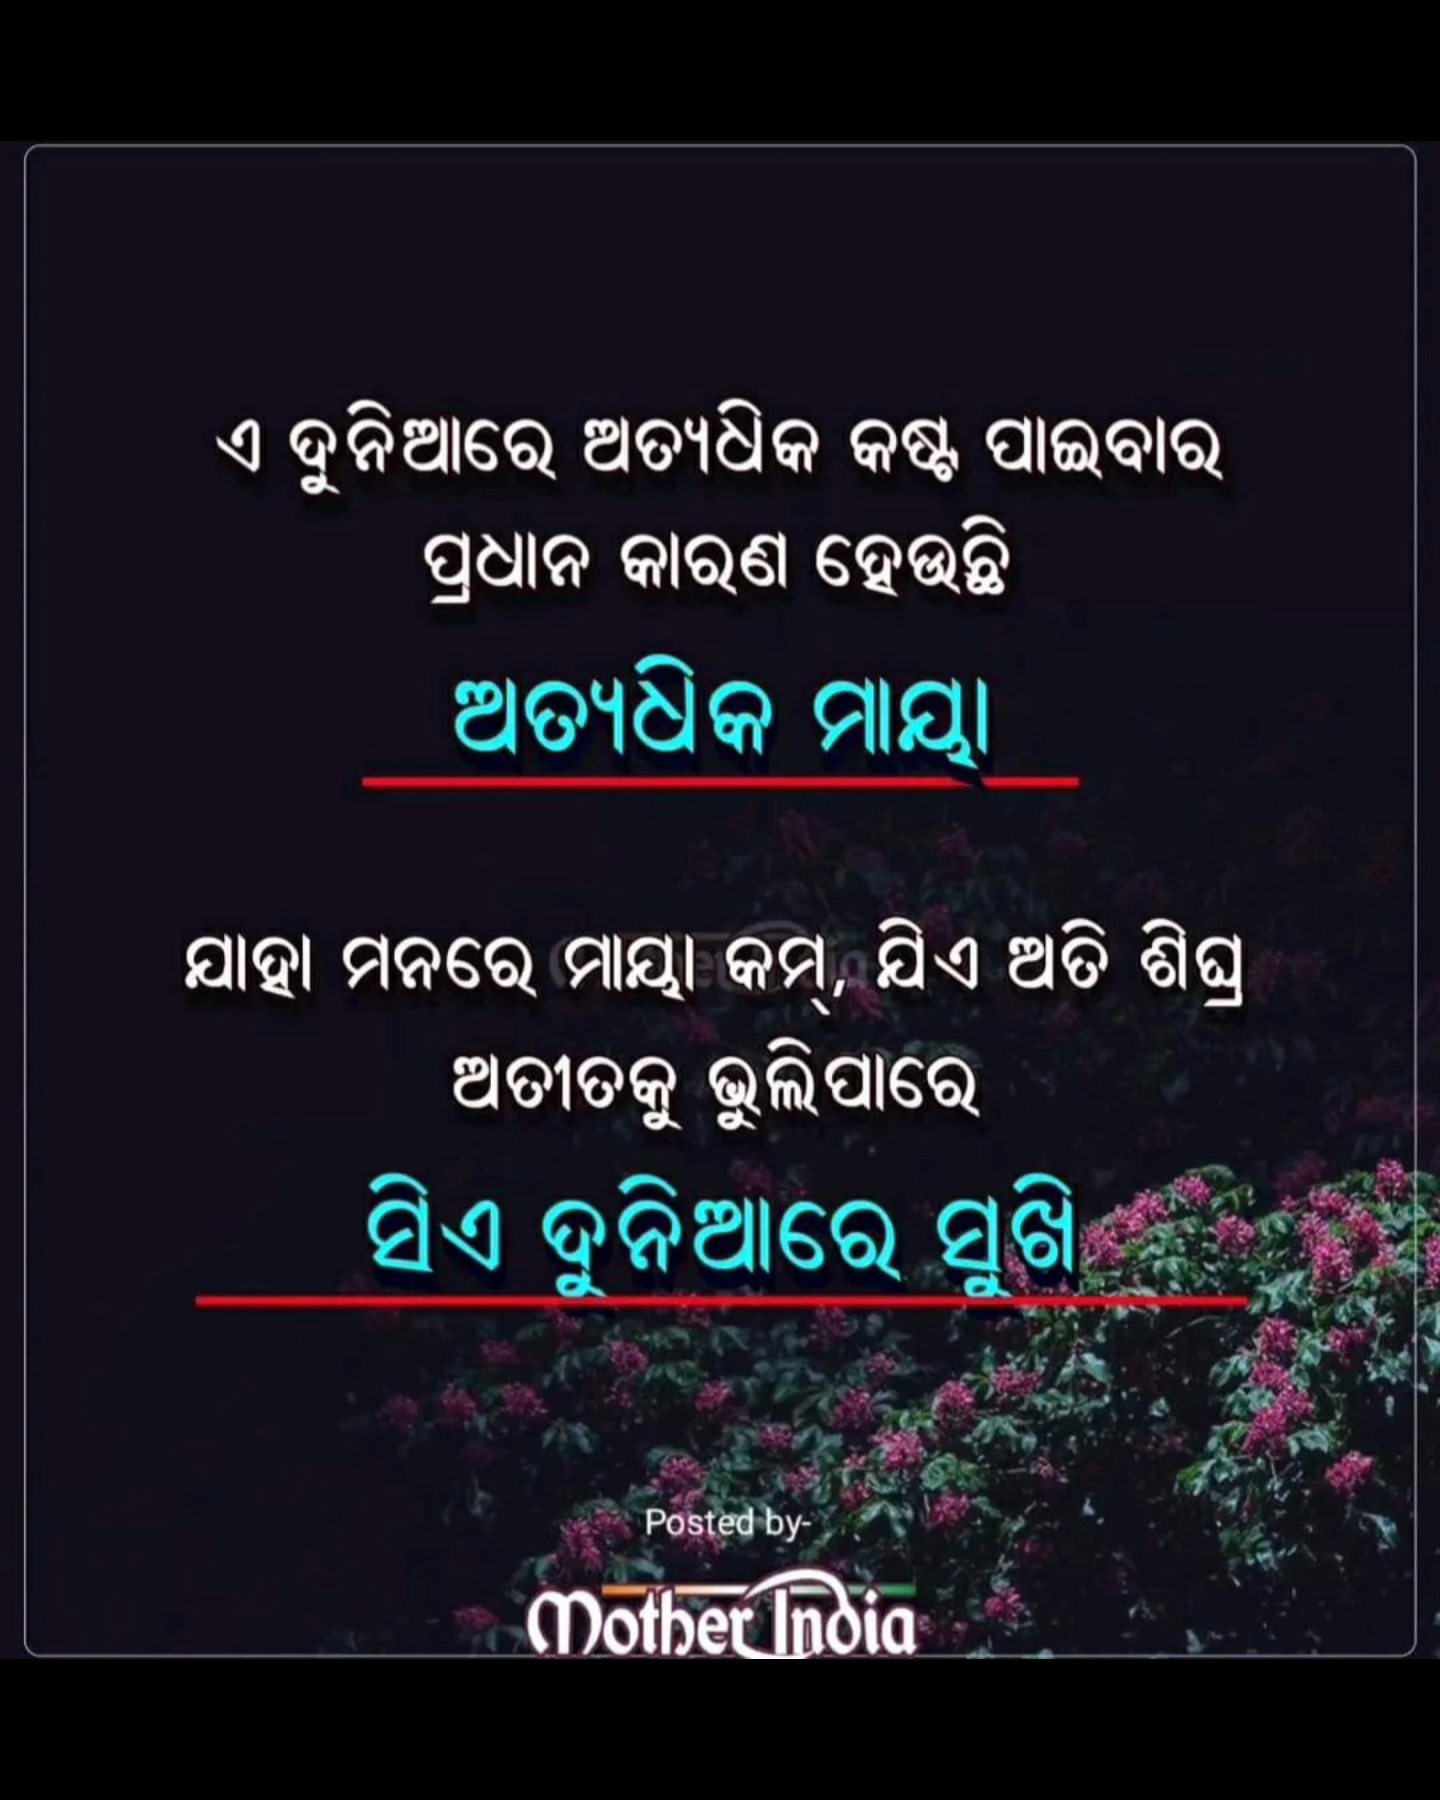 ଏ ଦୁନିଆରେ ଅତ୍ୟଧିକ କଷ୍ଟ ପାଇବାର
ପ୍ରଧାନ କାରଣ ହେଉଛି
ଅତ୍ୟଧିକ ମାୟା
ଯାହା ମନରେ ମାୟା କମ୍, ଯିଏ ଅତି ଶିଘ୍ର
ଅତୀତକୁ ଭୁଲିପାରେ
ସିଏ ଦୁନିଆରେ ସୁଖି
Posted by-
Mother India